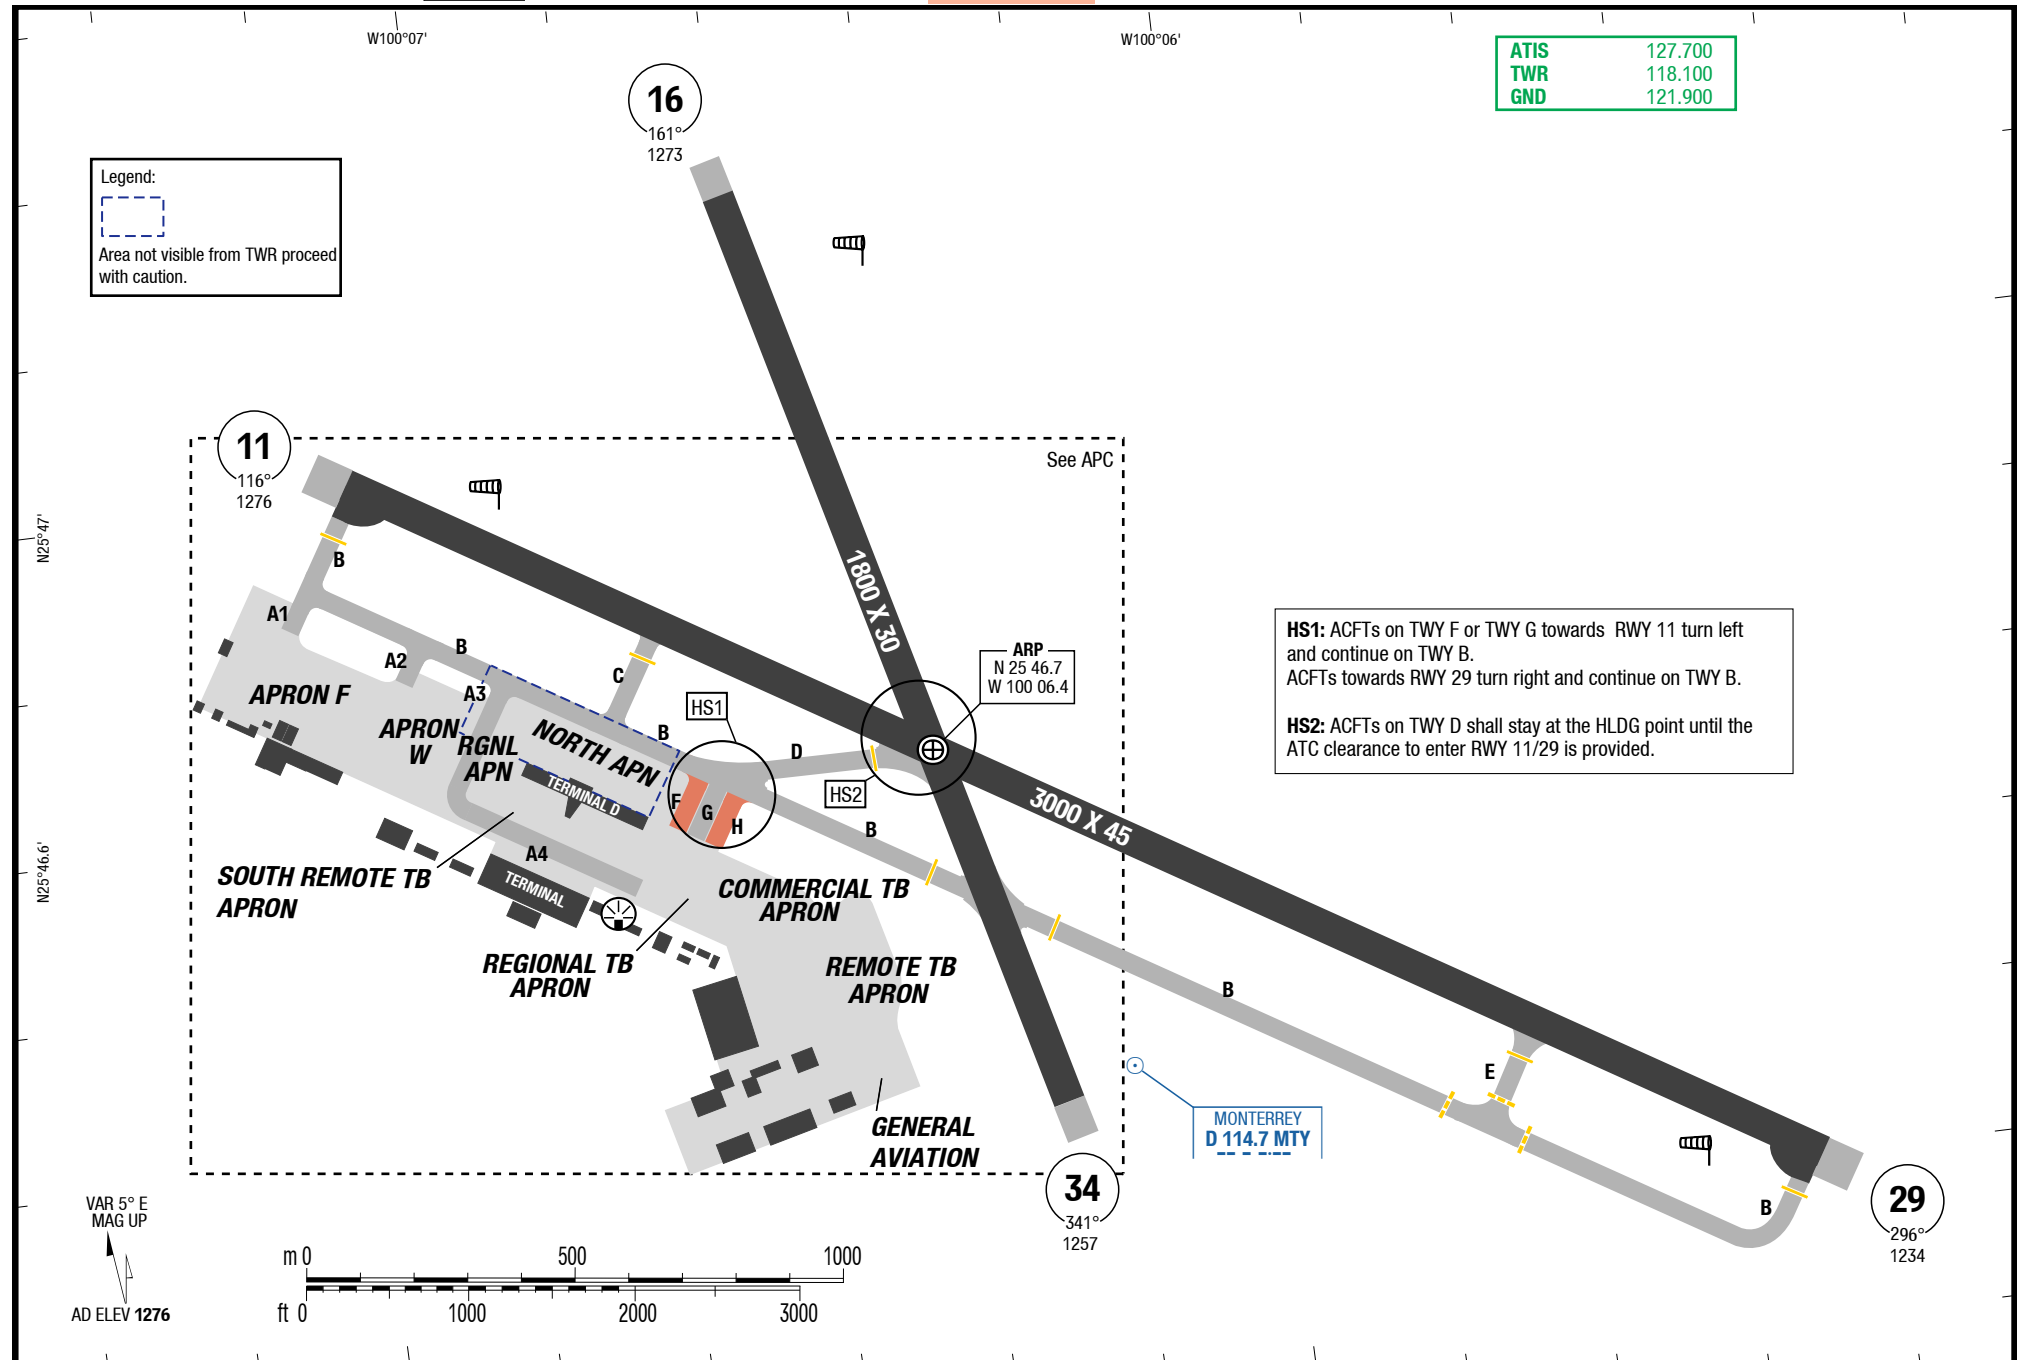 W100°07'
W100°06'
ATIS 127.700
TWR 118.100
GND 121.900
16
161°
1273
Legend:
Area not visible from TWR proceed
with caution.
11
116°
1276
See APC
N25°47'
B
1800 X 30
A1
A2
B
A3
C
APRON F
APRON
W
RGNL
APN
NORTH APN
B
HS1
D
ARP
N 25 46.7
W 100 06.4
HS1: ACFTs on TWY F or TWY G towards RWY 11 turn left
and continue on TWY B.
ACFTs towards RWY 29 turn right and continue on TWY B.
HS2: ACFTs on TWY D shall stay at the HLDG point until the
ATC clearance to enter RWY 11/29 is provided.
TERMINAL D
F
G
H
HS2
B
3000 X 45
N25°46.6'
A4
TERMINAL
SOUTH REMOTE TB
APRON
COMMERCIAL TB
APRON
REGIONAL TB
APRON
REMOTE TB
APRON
B
E
MONTERREY
D 114.7 MTY
GENERAL
AVIATION
34
341°
1257
B
29
296°
1234
VAR 5° E
MAG UP
AD ELEV 1276
m 0 500 1000
ft 0 1000 2000 3000